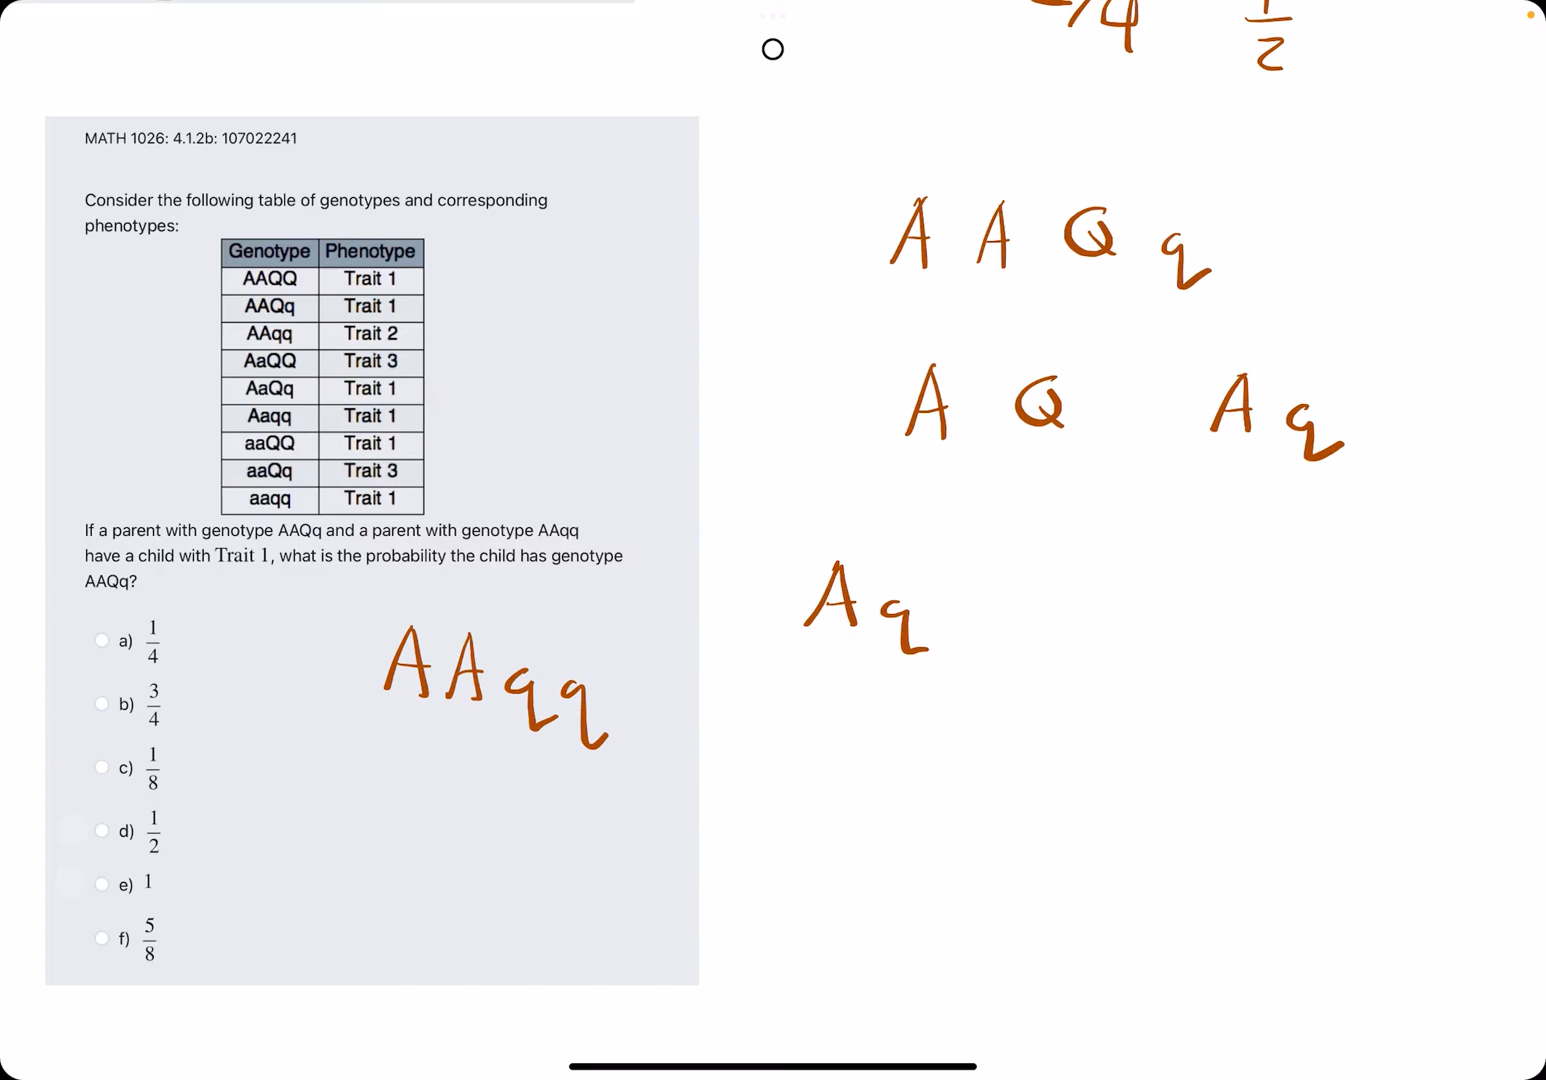 4 1/2
MATH 1026: 4.1.2b: 107022241
Consider the following table of genotypes and corresponding
phenotypes:
Genotype Phenotype
AAQQ Trait 1
AAQq Trait 1
AAqq Trait 2
AaQQ Trait 3
AaQq Trait 1
Aaqq Trait 1
aaQQ Trait 1
aaQq Trait 3
aaqq Trait 1
If a parent with genotype AAQq and a parent with genotype AAqq
have a child with Trait 1, what is the probability the child has genotype
AAQq?
a) 1/4
b) 3/4
c) 1/8
d) 1/2
e) 1
f) 5/8
AAqq
A A Q q
A Q A q
A q